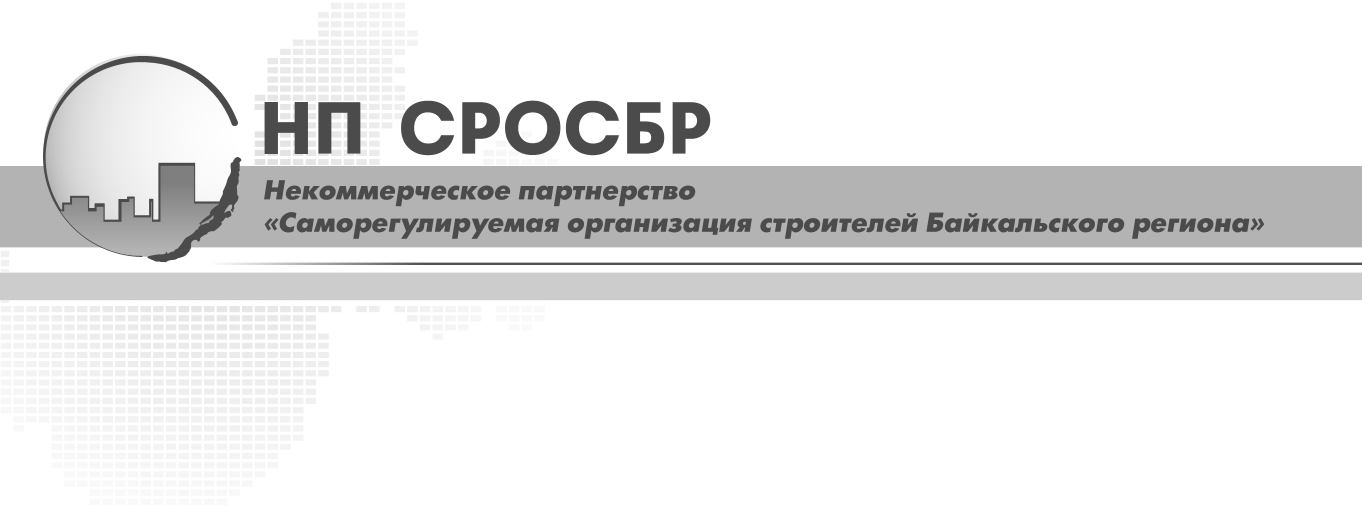 НП СРОСБР
Некоммерческое партнерство
«Саморегулируемая организация строителей Байкальского региона»